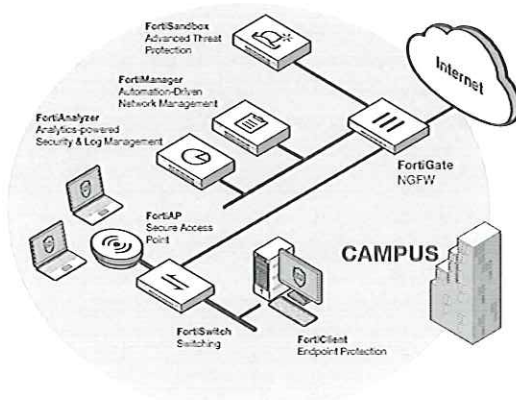 FortiSandbox
Advanced Threat
Protection
FortiManager
Automation-Driven
Network Management
FortiAnalyzer
Analytics-powered
Security & Log Management
Internet
FortiGate
NGFW
FortiAP
Secure Access
Point
CAMPUS
FortiSwitch
Switching
FortiClient
Endpoint Protection